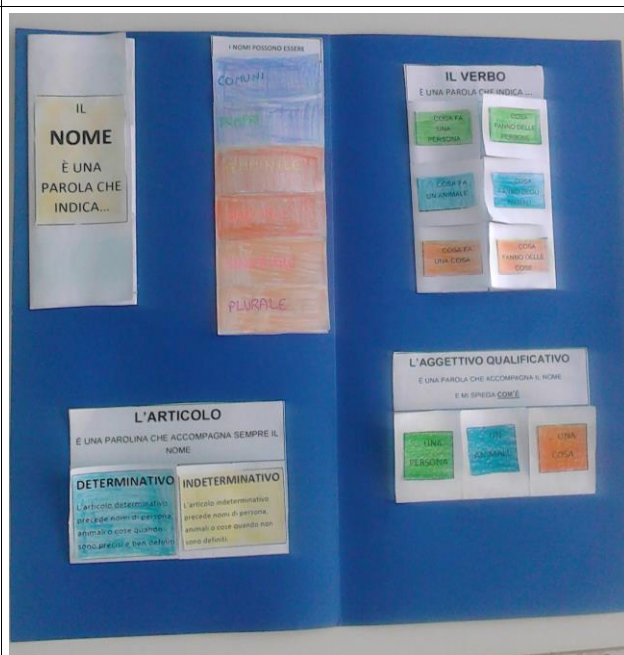 IL
NOME
È UNA
PAROLA CHE
INDICA...
I NOMI POSSONO ESSERE
COMUNI
PROPRI
PLURALE
IL VERBO
È UNA PAROLA CHE INDICA ...
COSA FA
UNA
PERSONA
COSA
FANNO DELLE
PERSONE
COSA FA
UN ANIMALE
COSA
COSA FA
UNA COSA
COSA
FANNO DELLE
COSE
L'ARTICOLO
È UNA PAROLINA CHE ACCOMPAGNA SEMPRE IL
NOME
DETERMINATIVO
L'articolo determinativo
precede nomi di persona,
animali o cose quando
sono precisi e ben definiti.
INDETERMINATIVO
L'articolo indeterminativo
precede nomi di persona,
animali o cose quando non
sono definiti.
L'AGGETTIVO QUALIFICATIVO
È UNA PAROLA CHE ACCOMPAGNA IL NOME
E MI SPIEGA COM'È
UNA
PERSONA
UN
ANIMALE
UNA
COSA